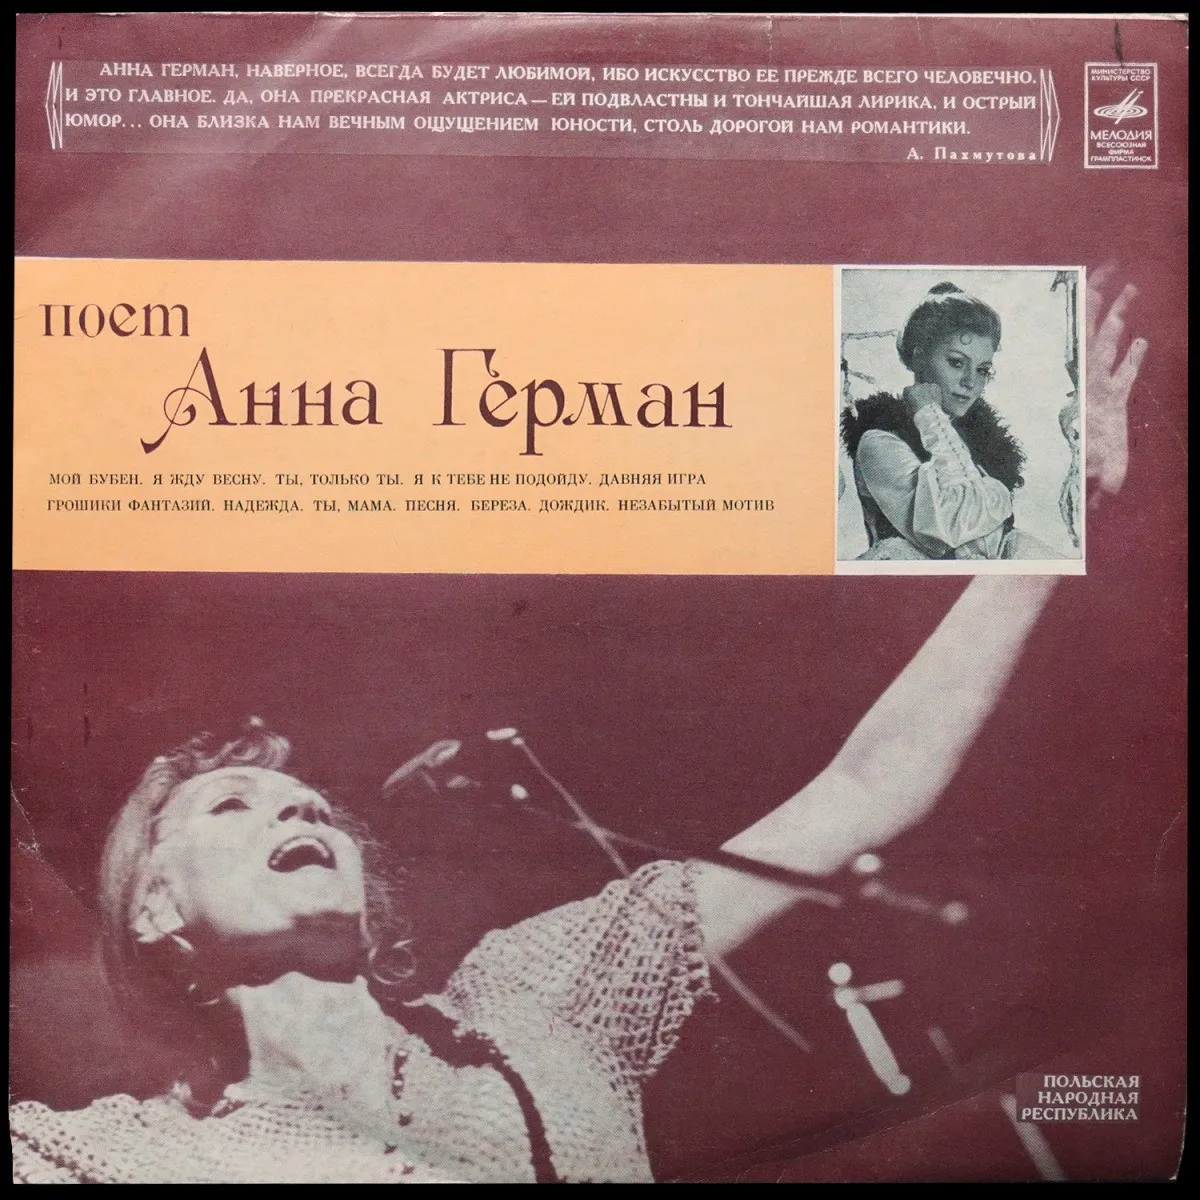 АННА ГЕРМАН, НАВЕРНОЕ, ВСЕГДА БУДЕТ ЛЮБИМОЙ, ИБО ИСКУССТВО ЕЕ ПРЕЖДЕ ВСЕГО ЧЕЛОВЕЧНО.
И ЭТО ГЛАВНОЕ. ДА, ОНА ПРЕКРАСНАЯ АКТРИСА — ЕЙ ПОДВЛАСТНЫ И ТОНЧАЙШАЯ ЛИРИКА, И ОСТРЫЙ
ЮМОР... ОНА БЛИЗКА НАМ ВЕЧНЫМ ОЩУЩЕНИЕМ ЮНОСТИ, СТОЛЬ ДОРОГОЙ НАМ РОМАНТИКИ.
А. Пахмутова
МИНИСТЕРСТВО
КУЛЬТУРЫ СССР
МЕЛОДИЯ
ВСЕСОЮЗНАЯ
ФИРМА
ГРАМПЛАСТИНОК
поет
Анна Герман
МОЙ БУБЕН. Я ЖДУ ВЕСНУ. ТЫ, ТОЛЬКО ТЫ. Я К ТЕБЕ НЕ ПОДОЙДУ. ДАВНЯЯ ИГРА
ГРОШИКИ ФАНТАЗИЙ. НАДЕЖДА. ТЫ, МАМА. ПЕСНЯ. БЕРЕЗА. ДОЖДИК. НЕЗАБЫТЫЙ МОТИВ
ПОЛЬСКАЯ
НАРОДНАЯ
РЕСПУБЛИКА